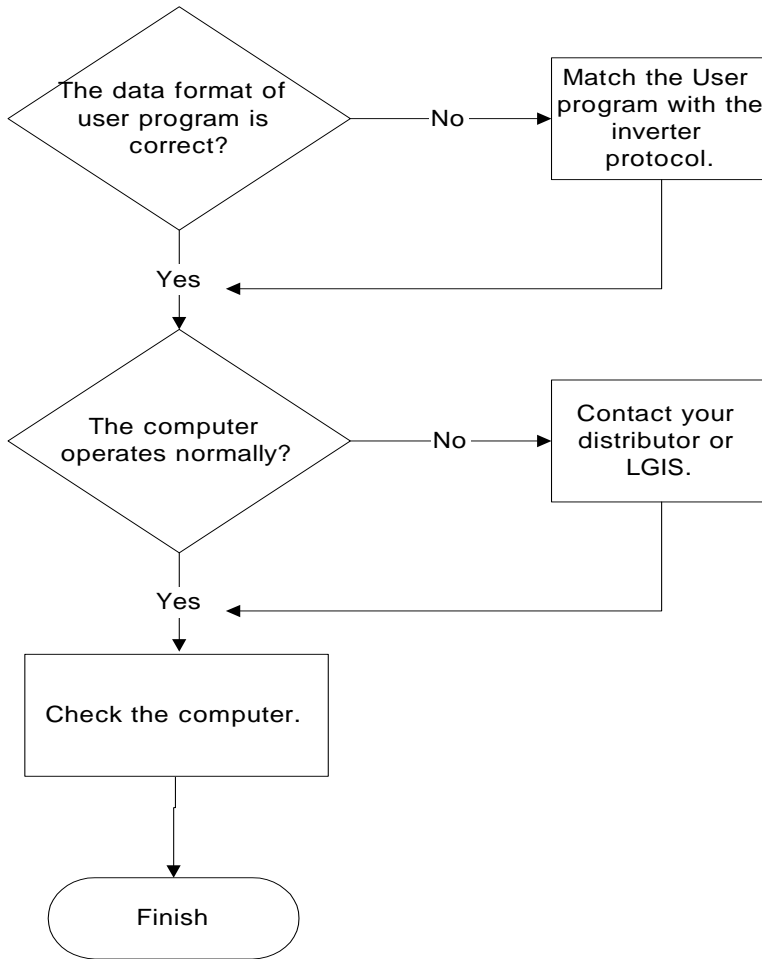 The data format of
user program is
correct?
No
Match the User
program with the
inverter
protocol.
Yes
The computer
operates normally?
No
Contact your
distributor or
LGIS.
Yes
Check the computer.
Finish